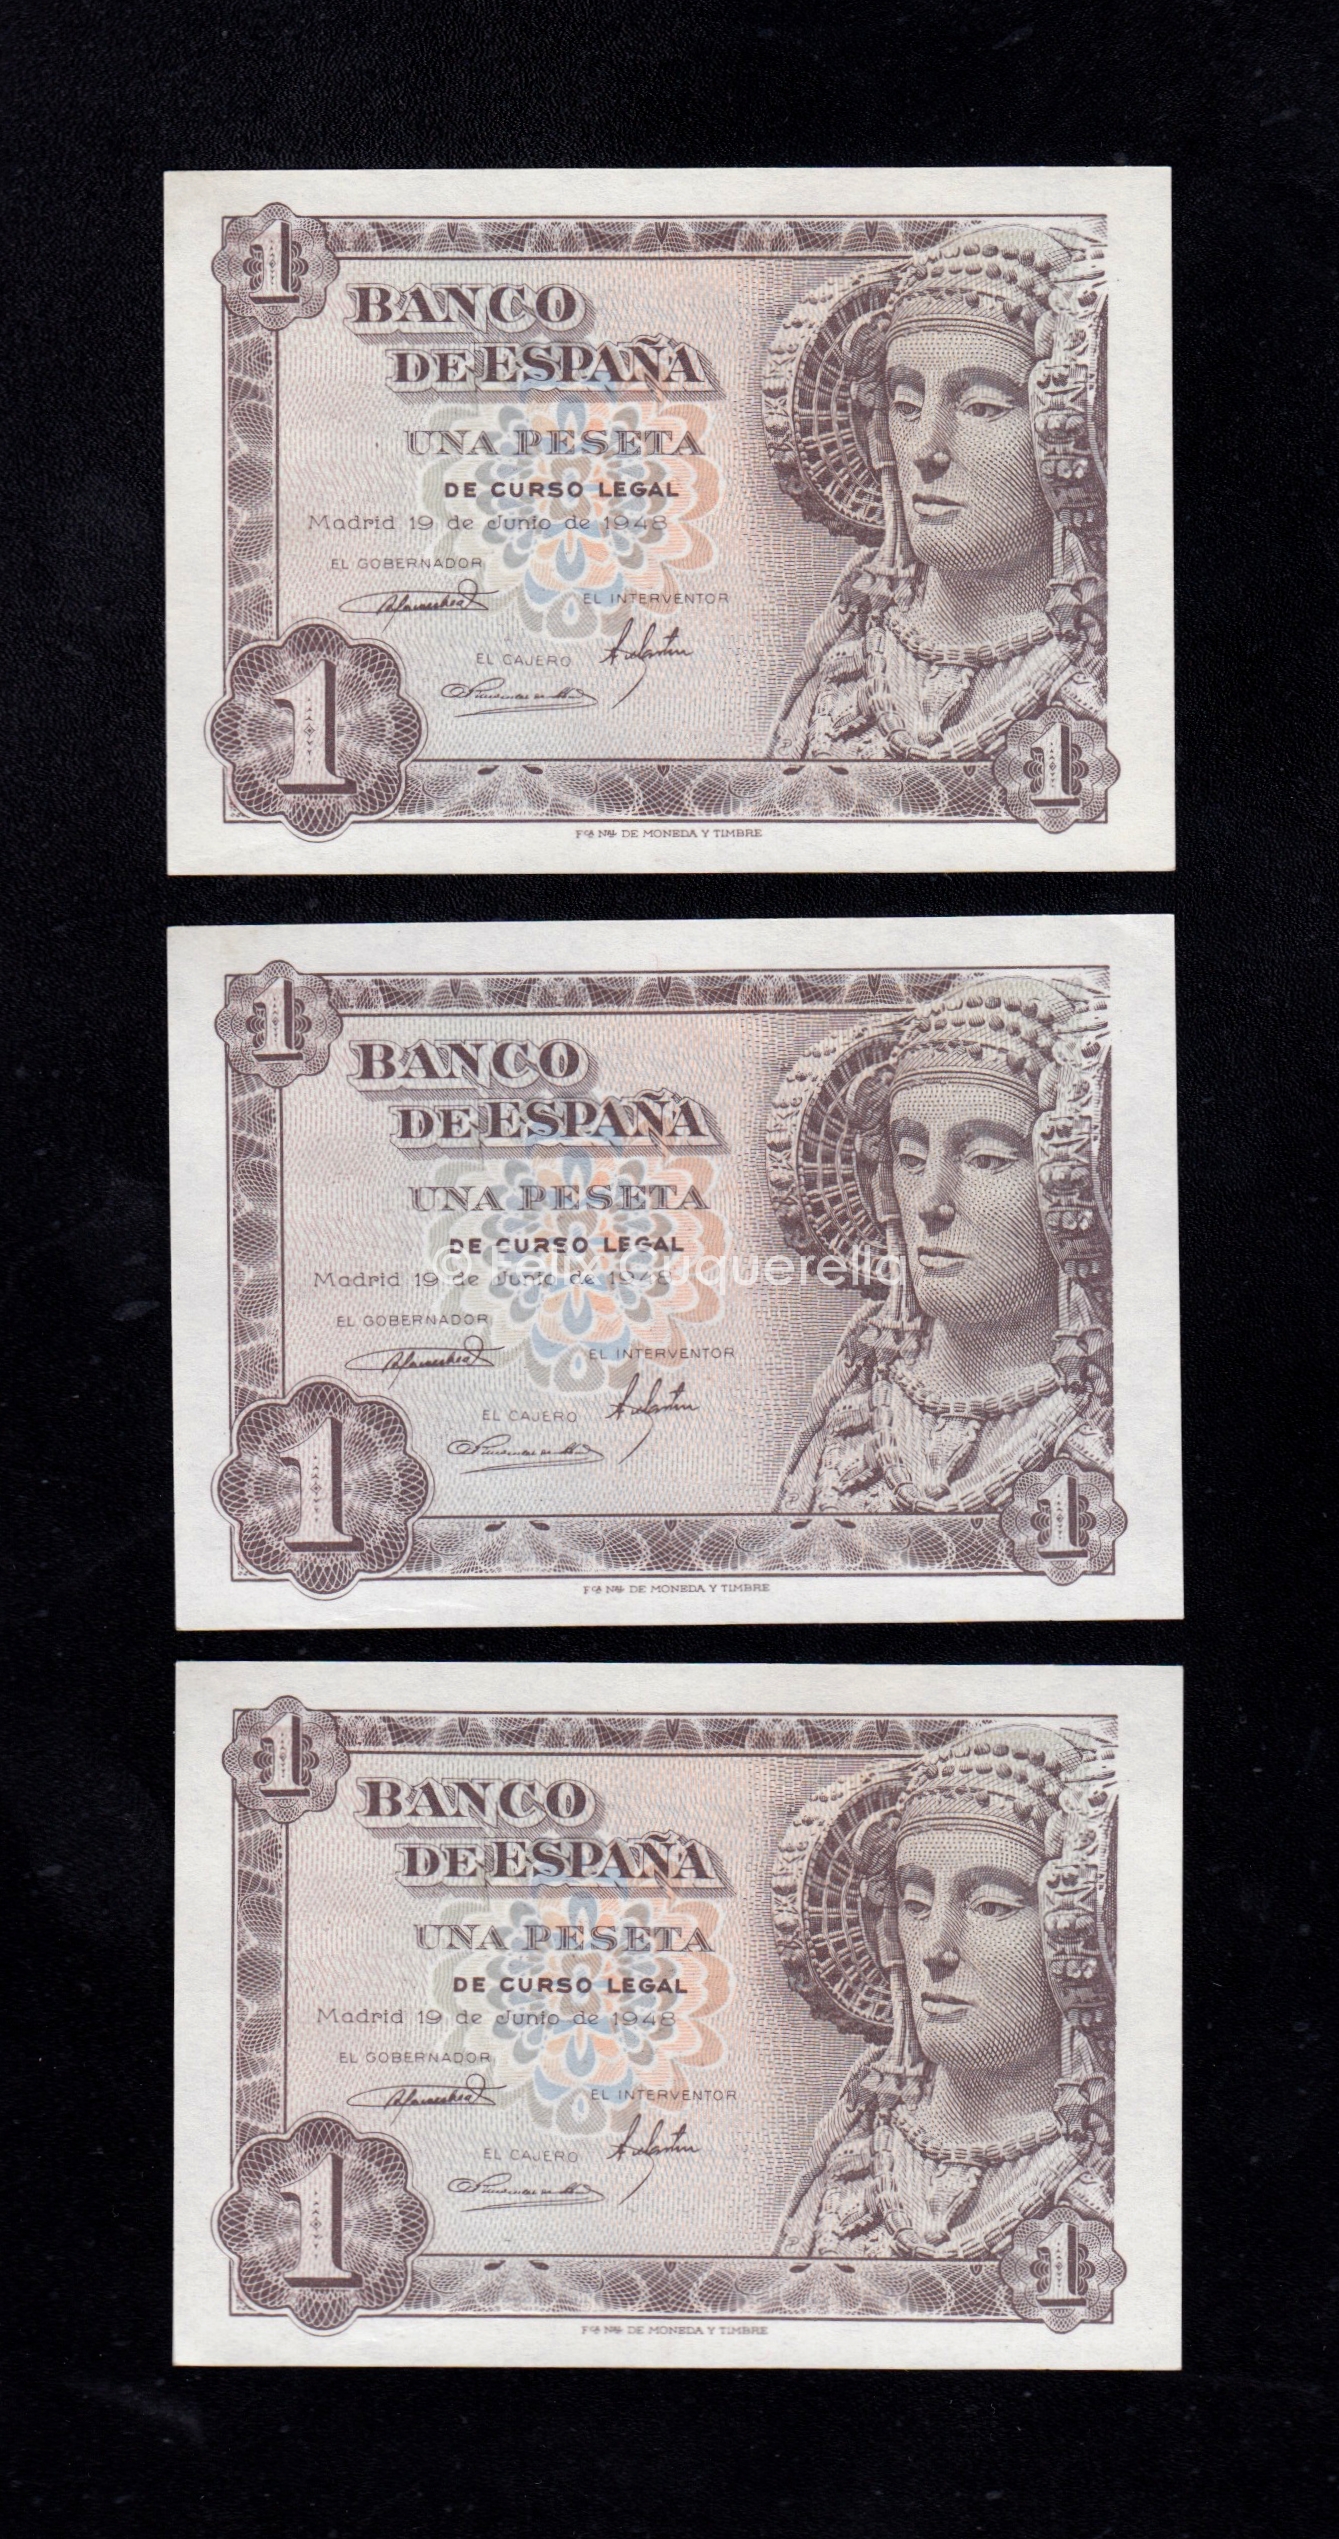 1
BANCO
DE ESPAÑA
UNA PESETA
DE CURSO LEGAL
Madrid 19 de Junio de 1948
EL GOBERNADOR
EL INTERVENTOR
EL CAJERO
1
1
Fca. Nal. DE MONEDA Y TIMBRE
1
BANCO
DE ESPAÑA
UNA PESETA
DE CURSO LEGAL
© Felix Cuquerella
Madrid 19 de Junio de 1948
EL GOBERNADOR
EL INTERVENTOR
EL CAJERO
1
1
Fca. Nal. DE MONEDA Y TIMBRE
1
BANCO
DE ESPAÑA
UNA PESETA
DE CURSO LEGAL
Madrid 19 de Junio de 1948
EL GOBERNADOR
EL INTERVENTOR
EL CAJERO
1
1
Fca. Nal. DE MONEDA Y TIMBRE